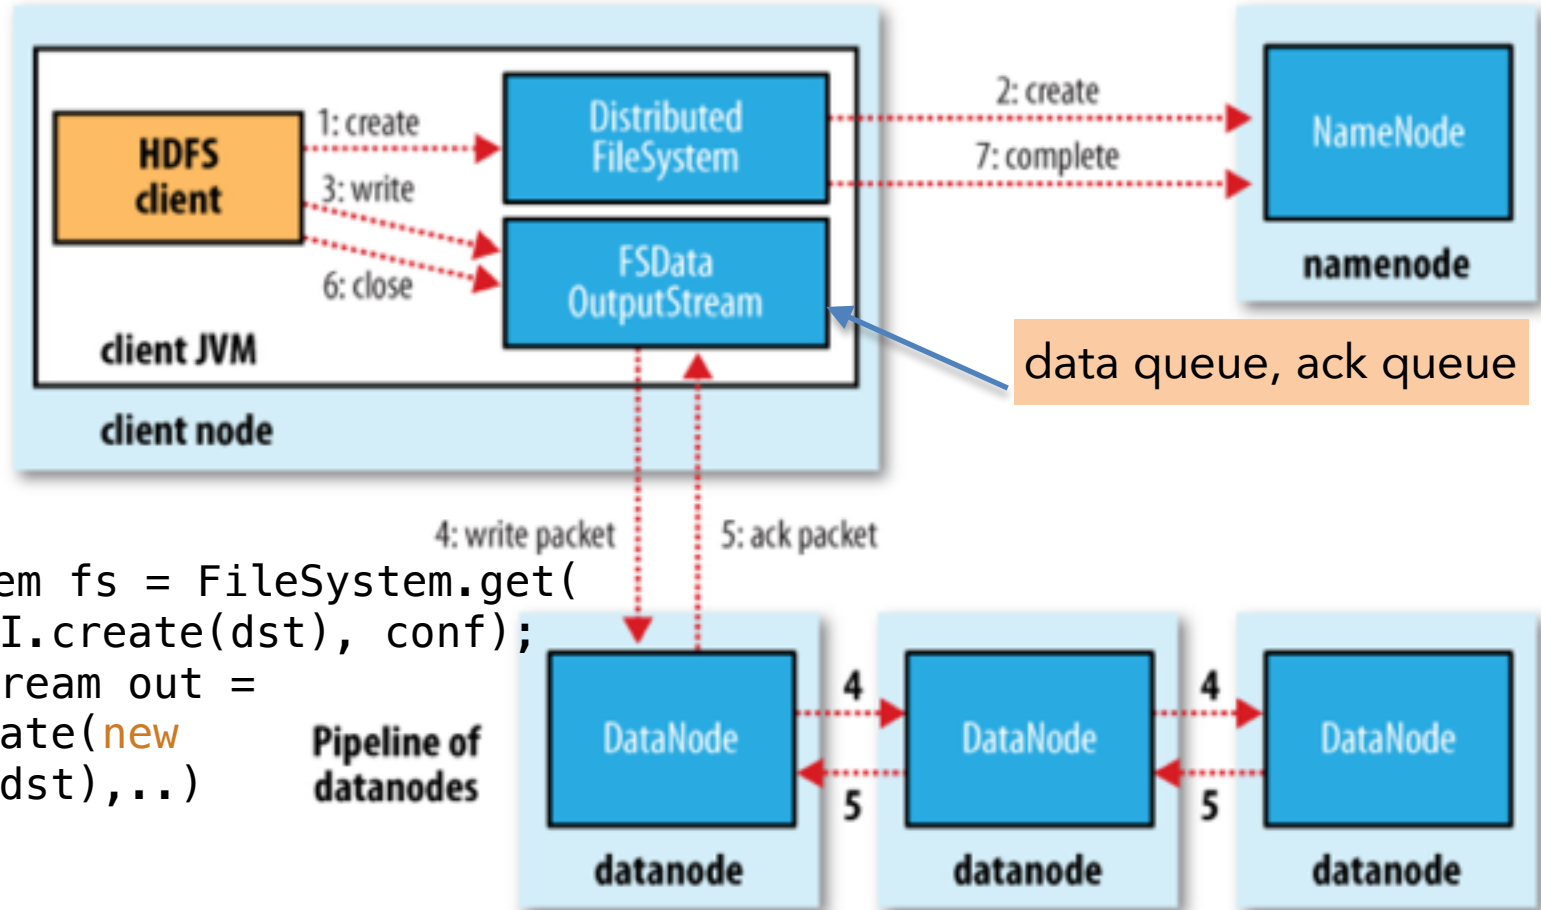 1: create
Distributed
FileSystem
2: create
NameNode
HDFS
client
3: write
7: complete
6: close
FSData
OutputStream
namenode
client JVM
data queue, ack queue
client node
4: write packet
5: ack packet
em fs = FileSystem.get(
I.create(dst), conf);
ream out =
ate(new
dst),..)
Pipeline of
datanodes
DataNode
4
5
DataNode
4
5
DataNode
datanode
datanode
datanode